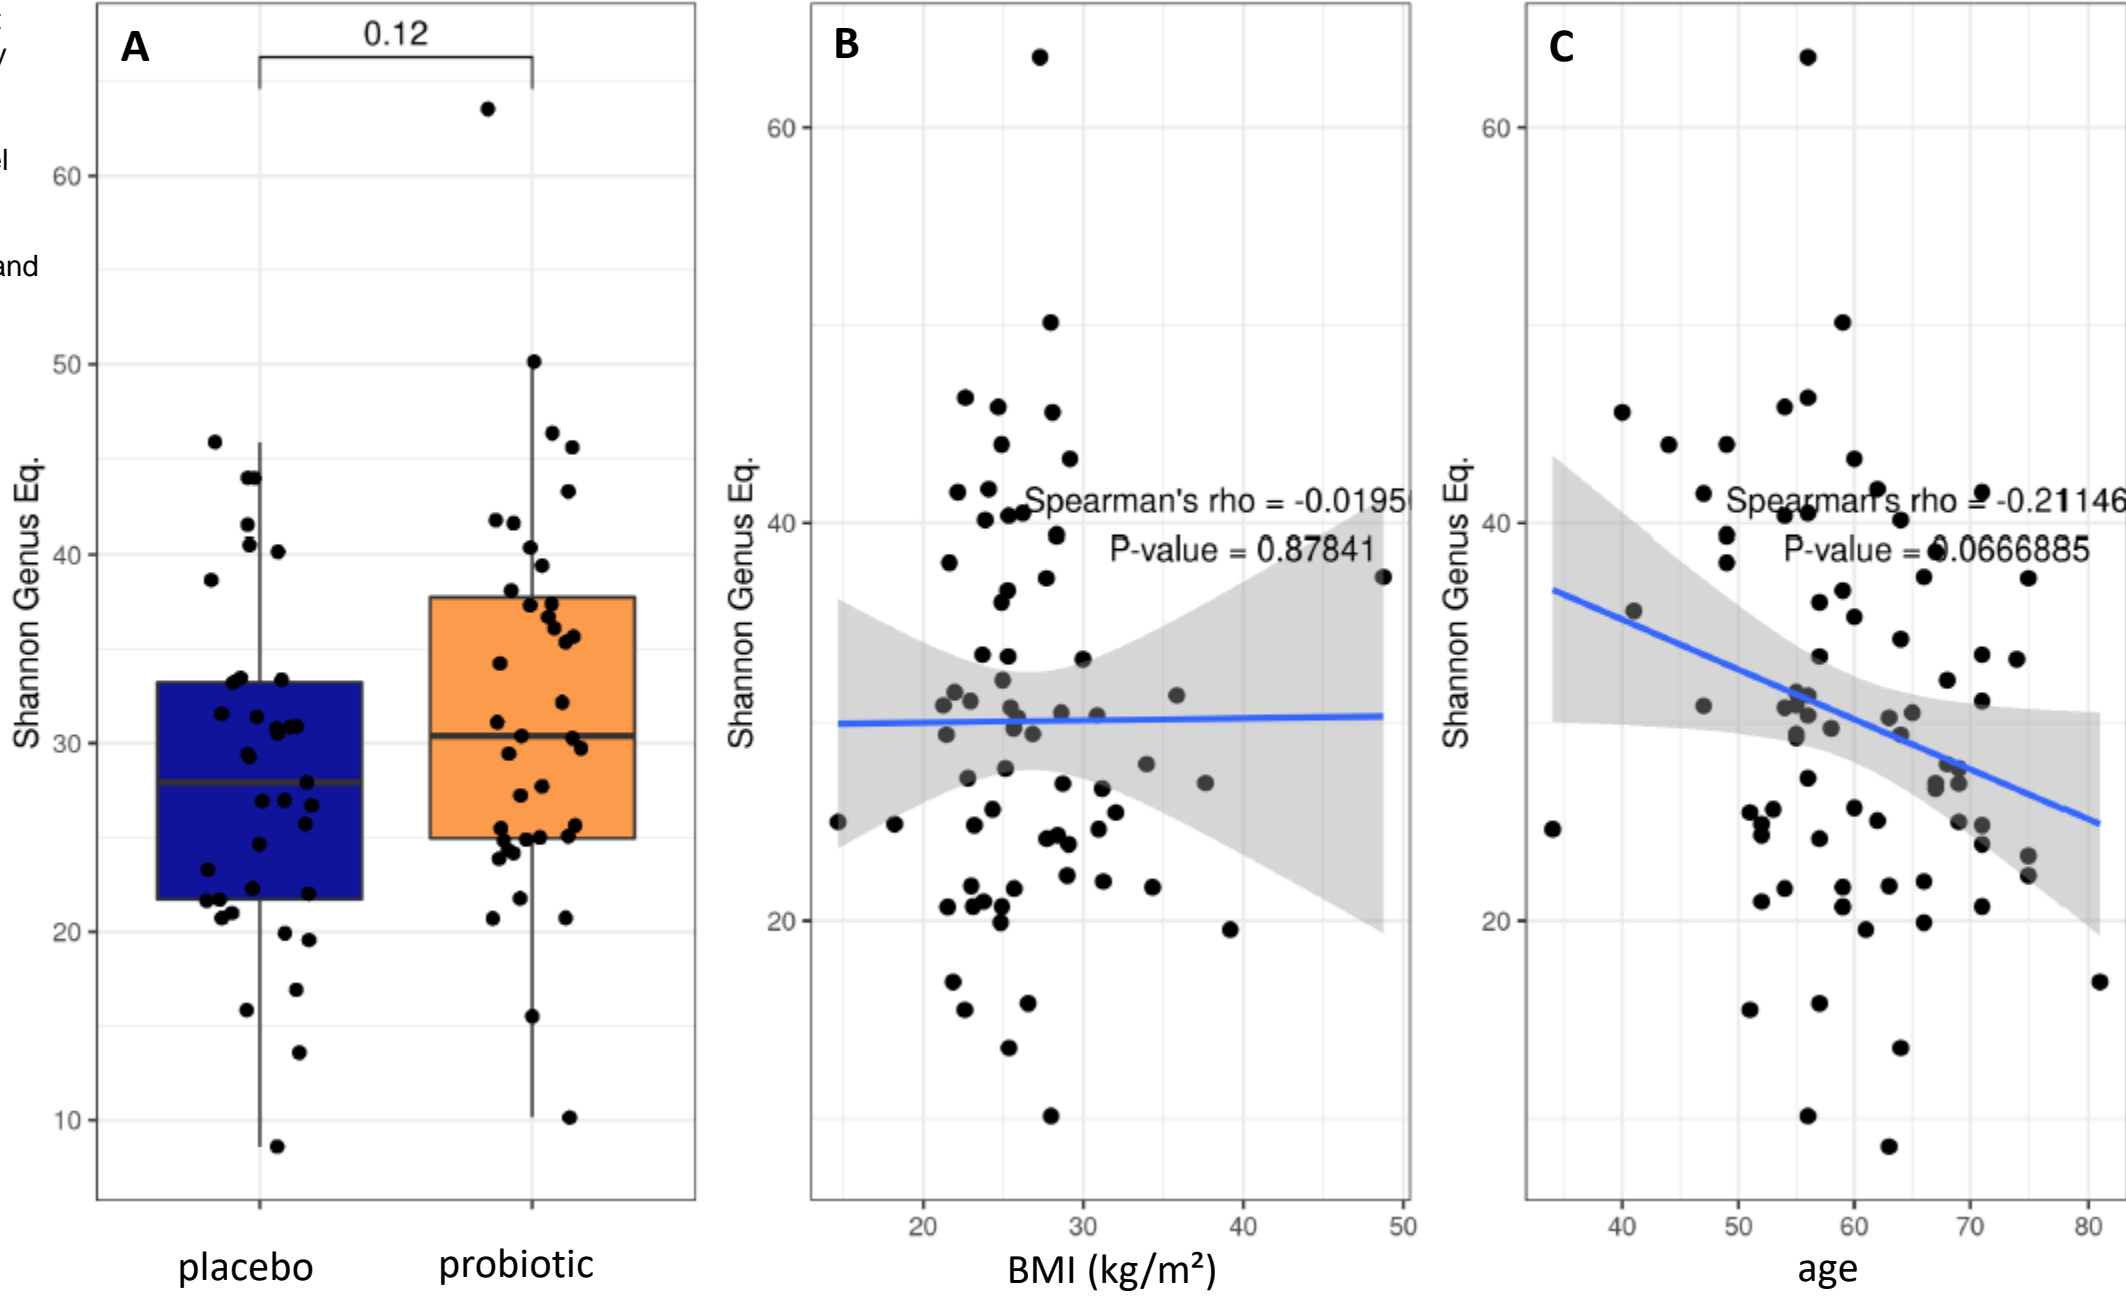 el
and
A
0.12
Shannon Genus Eq.
60
50
40
30
20
10
placebo
probiotic
B
Shannon Genus Eq.
60
40
20
Spearman's rho = -0.0195
P-value = 0.87841
20
30
40
50
BMI (kg/m²)
C
Shannon Genus Eq.
60
40
20
Spearman's rho = -0.21146
P-value = 0.0666885
40
50
60
70
80
age